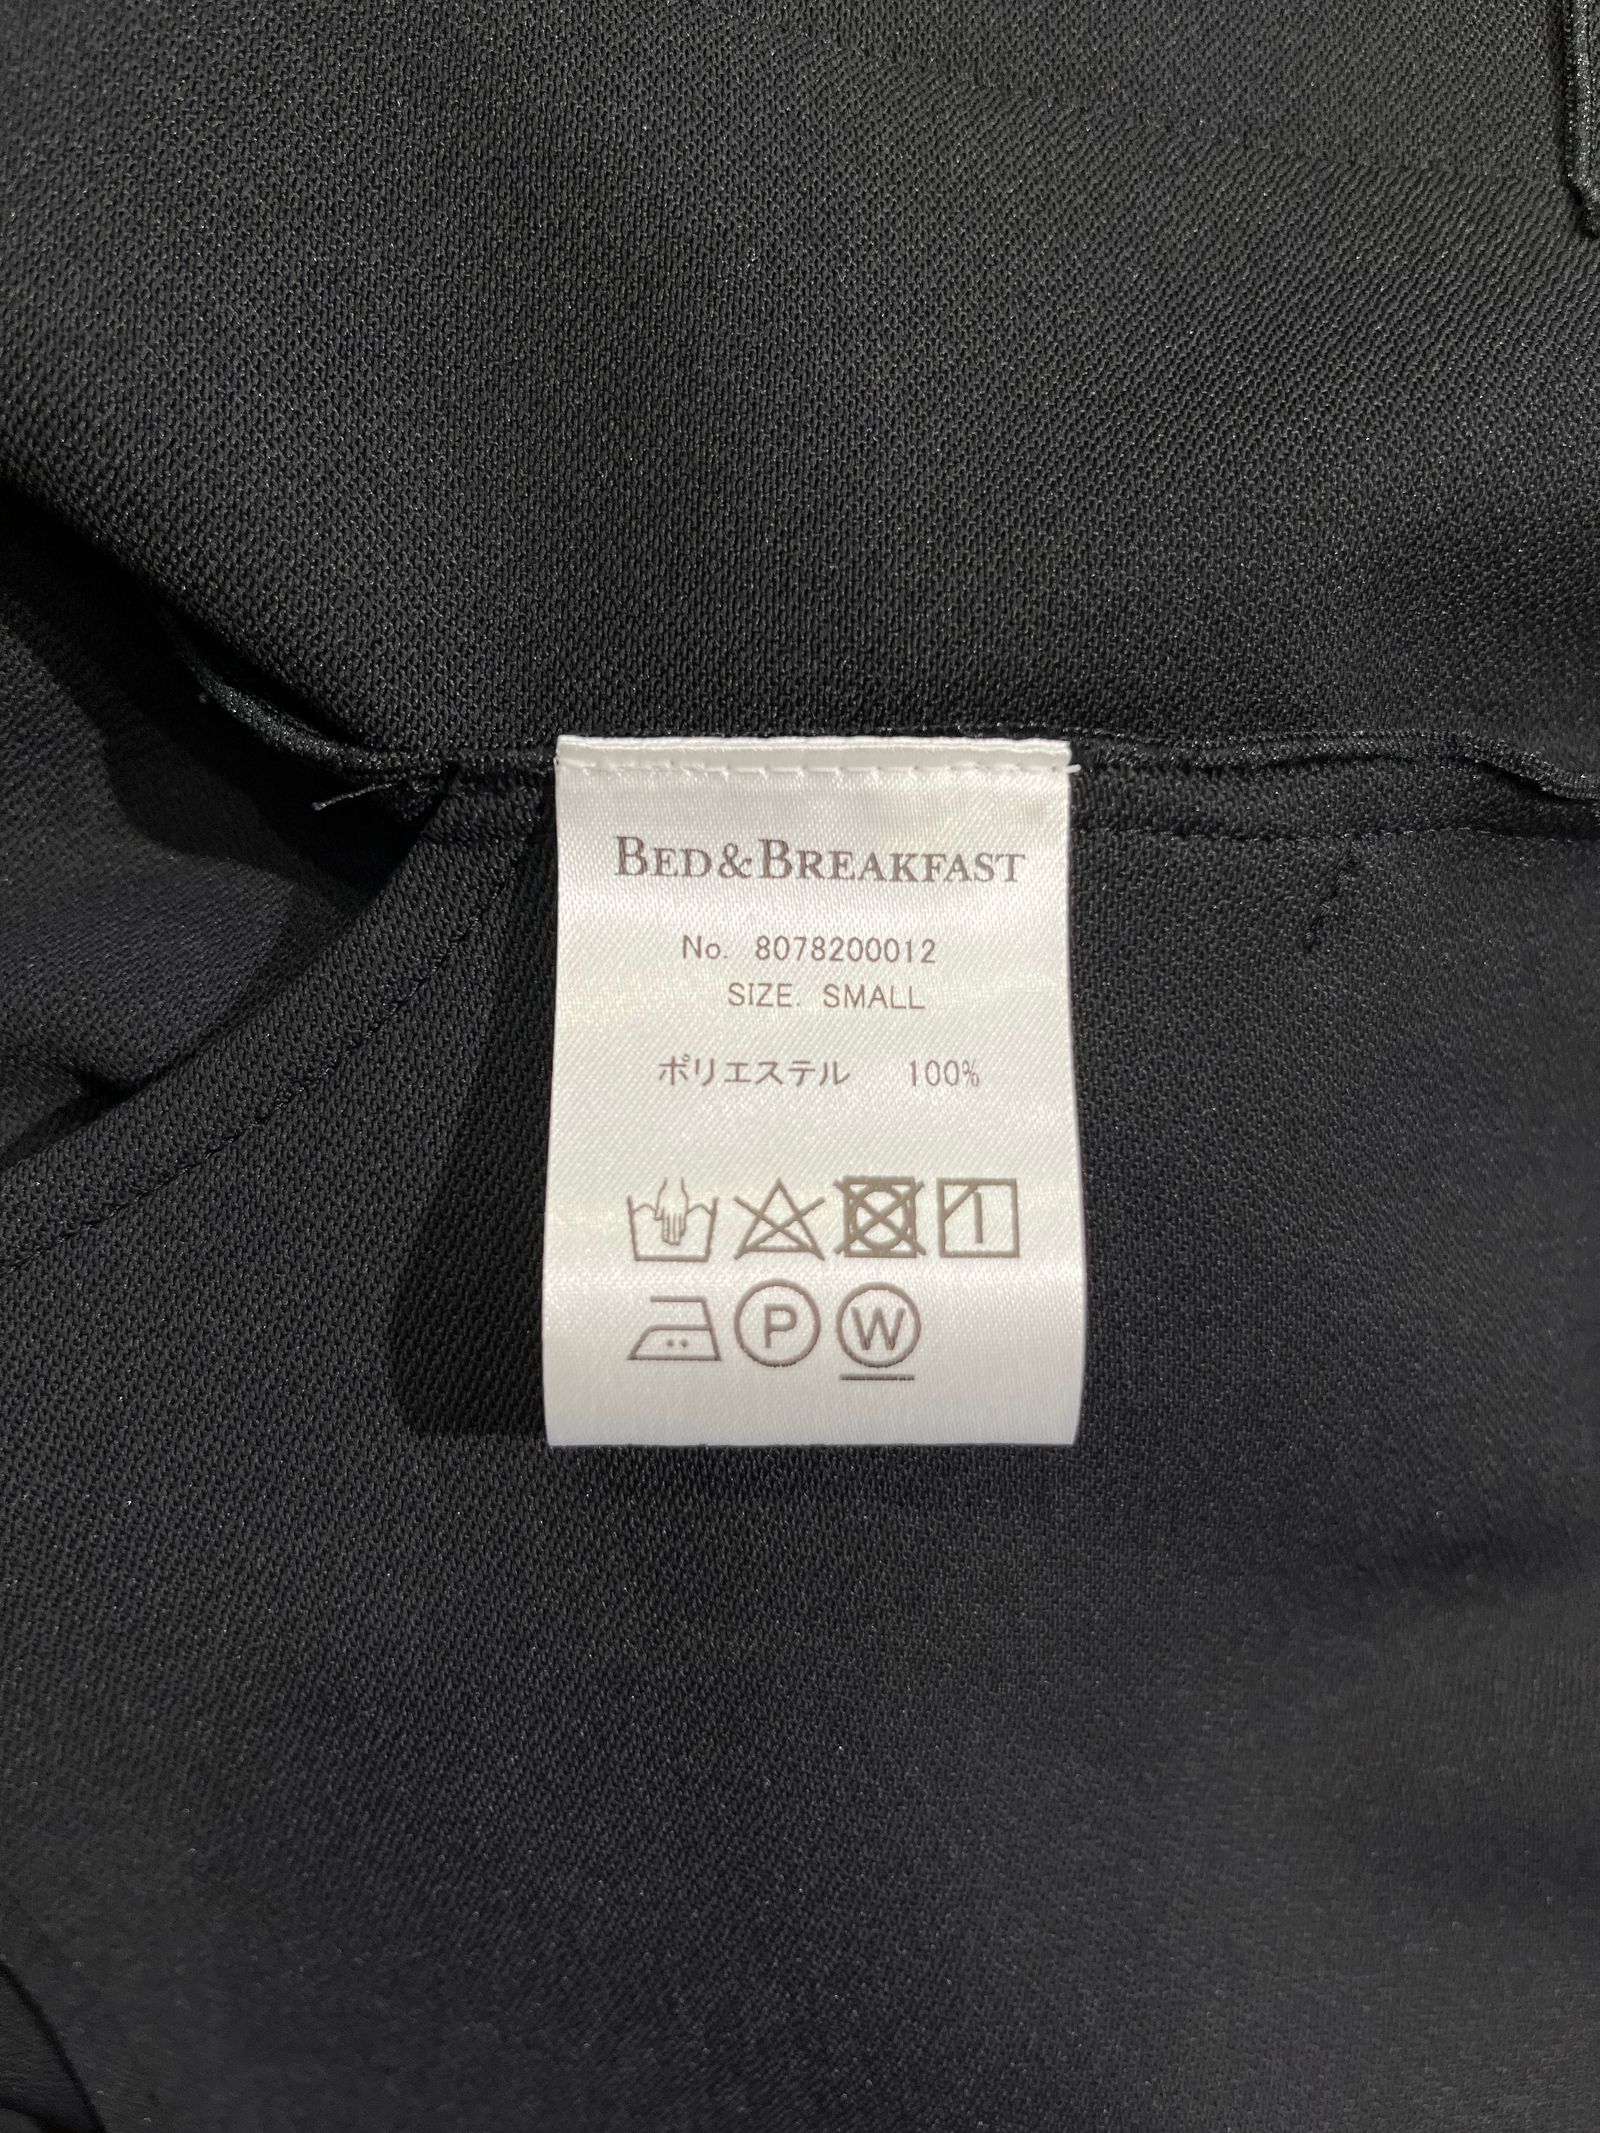 BED&BREAKFAST
No. 8078200012
SIZE. SMALL
ポリエステル 100%
P W